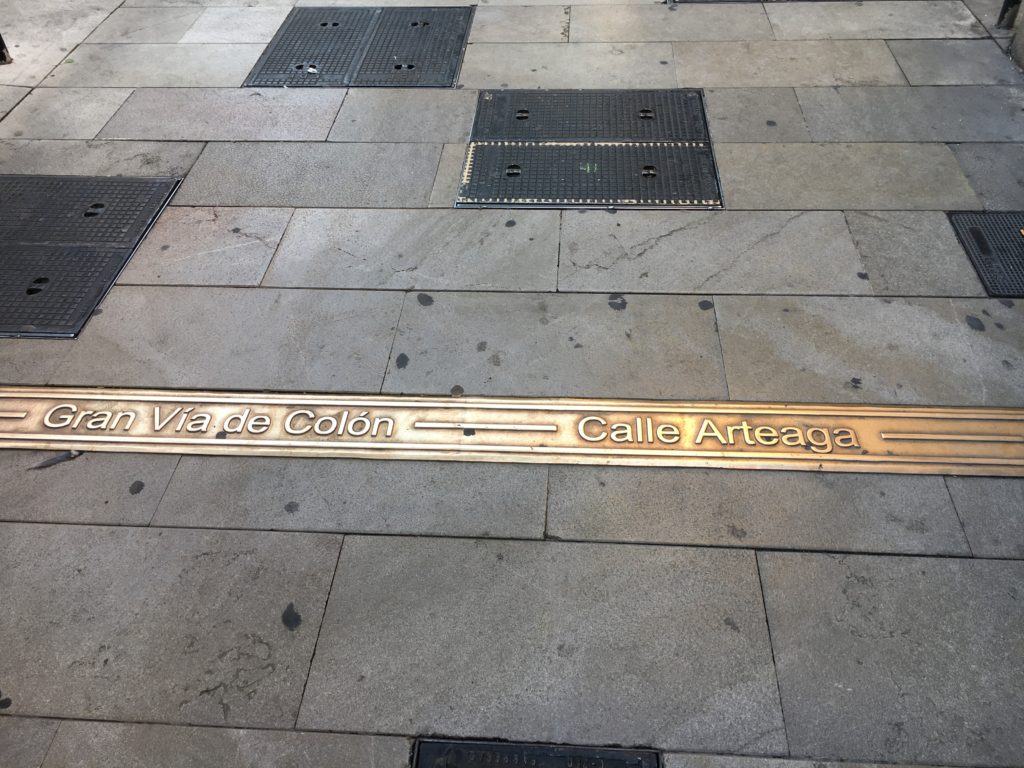 Gran Vía de Colón — Calle Arteaga —